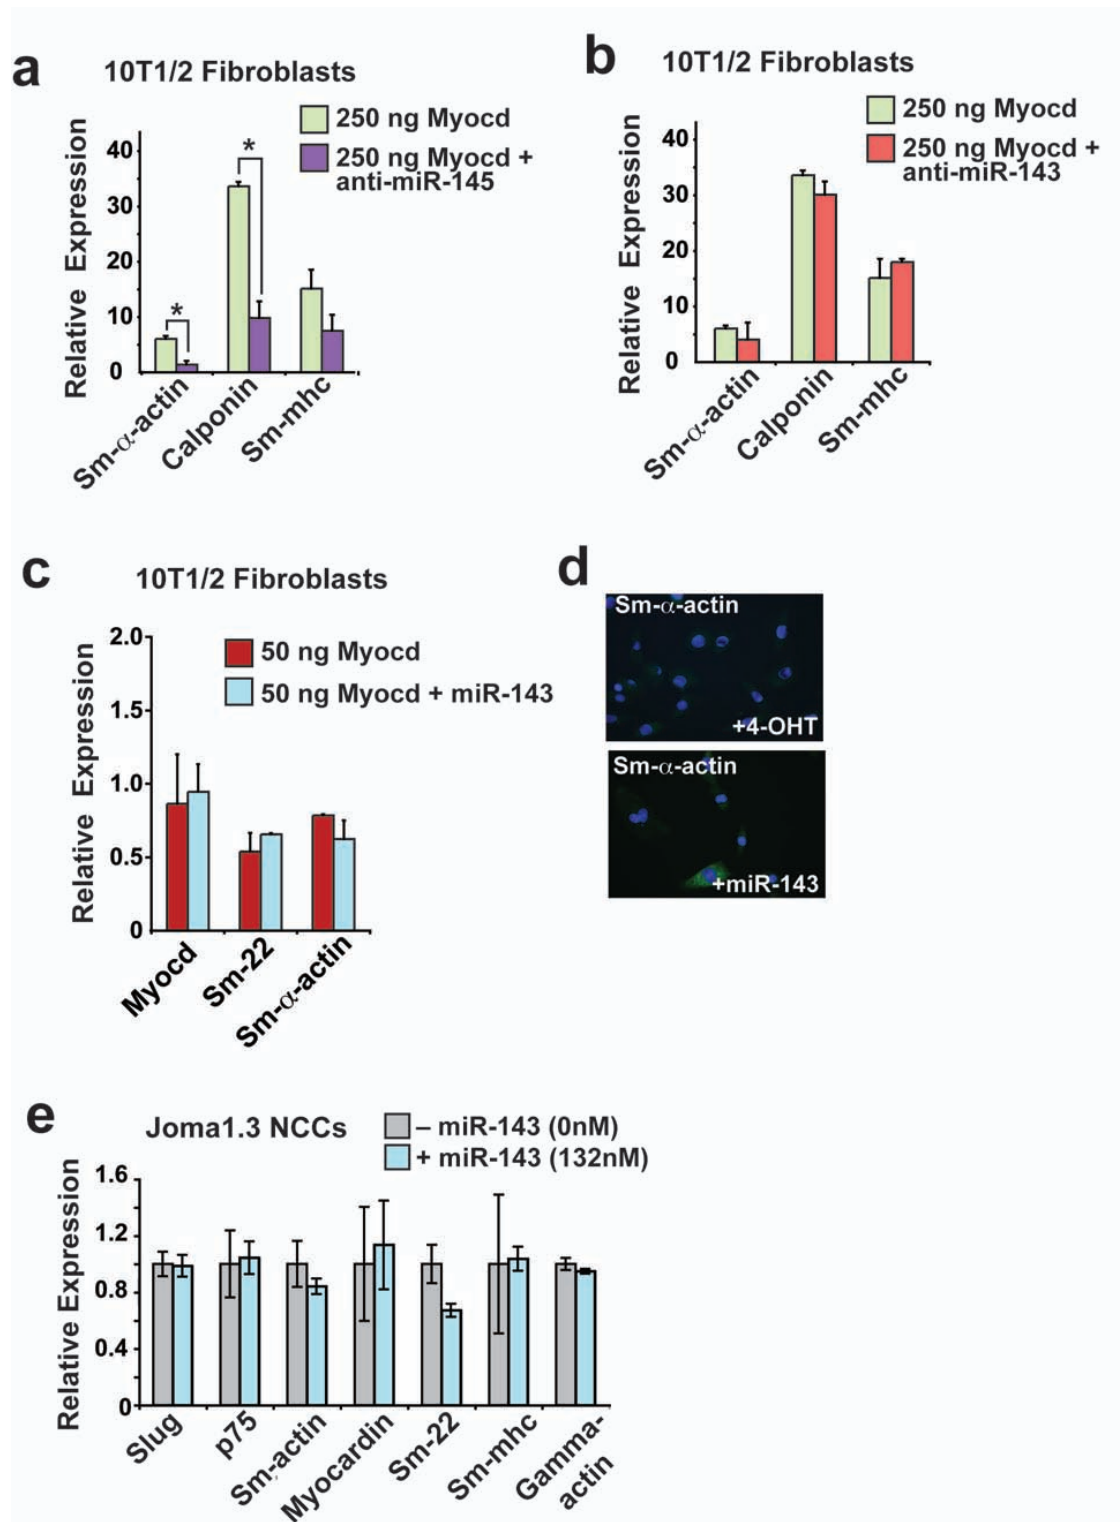 a
10T1/2 Fibroblasts
250 ng Myocd
250 ng Myocd +
anti-miR-145
Relative Expression
40
30
20
10
0
*
*
Sm-α-actin
Calponin
Sm-mhc
b
10T1/2 Fibroblasts
250 ng Myocd
250 ng Myocd +
anti-miR-143
Relative Expression
40
30
20
10
0
Sm-α-actin
Calponin
Sm-mhc
c
10T1/2 Fibroblasts
50 ng Myocd
50 ng Myocd + miR-143
Relative Expression
2.0
1.5
1.0
0.5
0
Myocd
Sm-22
Sm-α-actin
d
Sm-α-actin
+4-OHT
Sm-α-actin
+miR-143
e
Joma1.3 NCCs
– miR-143 (0nM)
+ miR-143 (132nM)
Relative Expression
1.6
1.2
0.8
0.4
0
Slug
p75
Sm-actin
Myocardin
Sm-22
Sm-mhc
Gamma-
actin